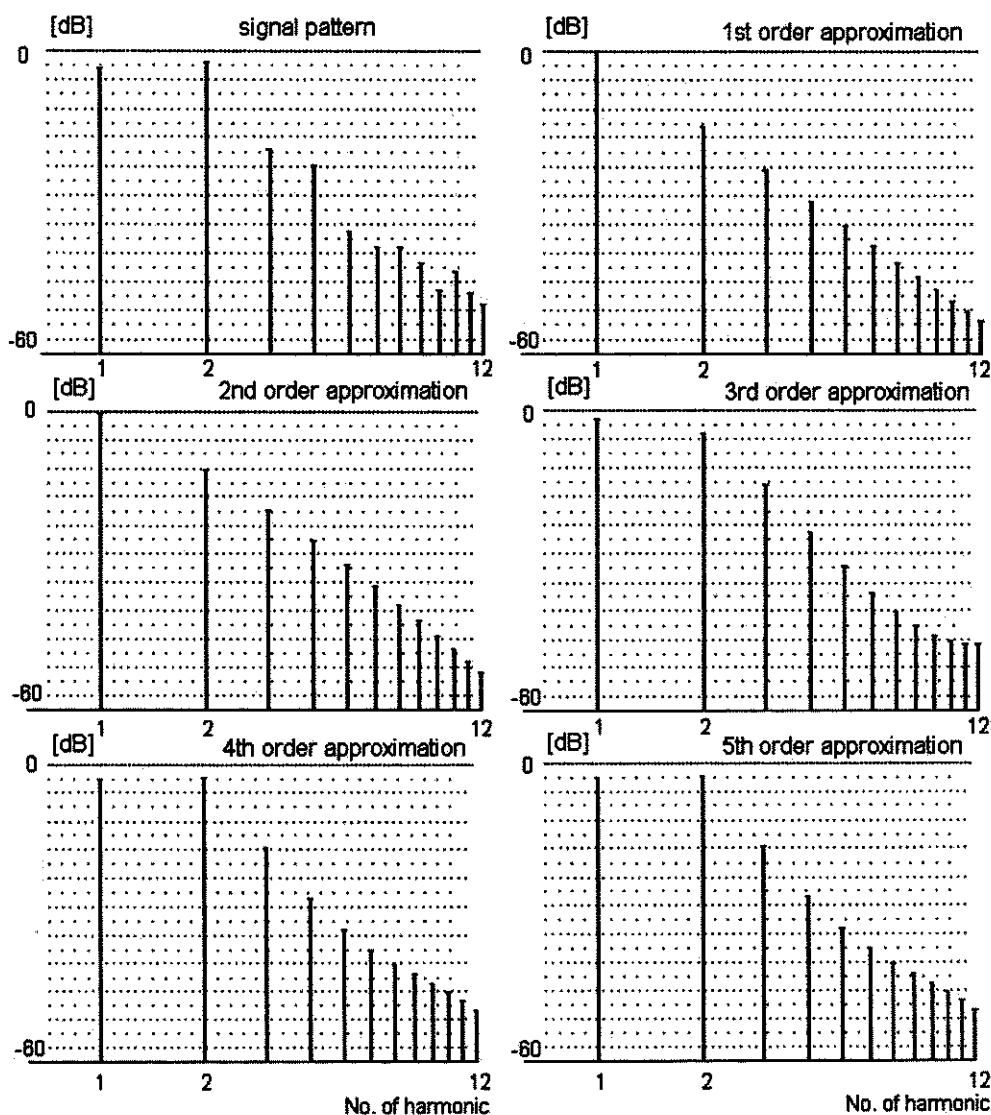 [dB] signal pattern
0
-60
1 2 12
[dB] 1st order approximation
0
-60
1 2 12
[dB] 2nd order approximation
0
-60
1 2 12
[dB] 3rd order approximation
0
-60
1 2 12
[dB] 4th order approximation
0
-60
1 2 12
No. of harmonic
[dB] 5th order approximation
0
-60
1 2 12
No. of harmonic